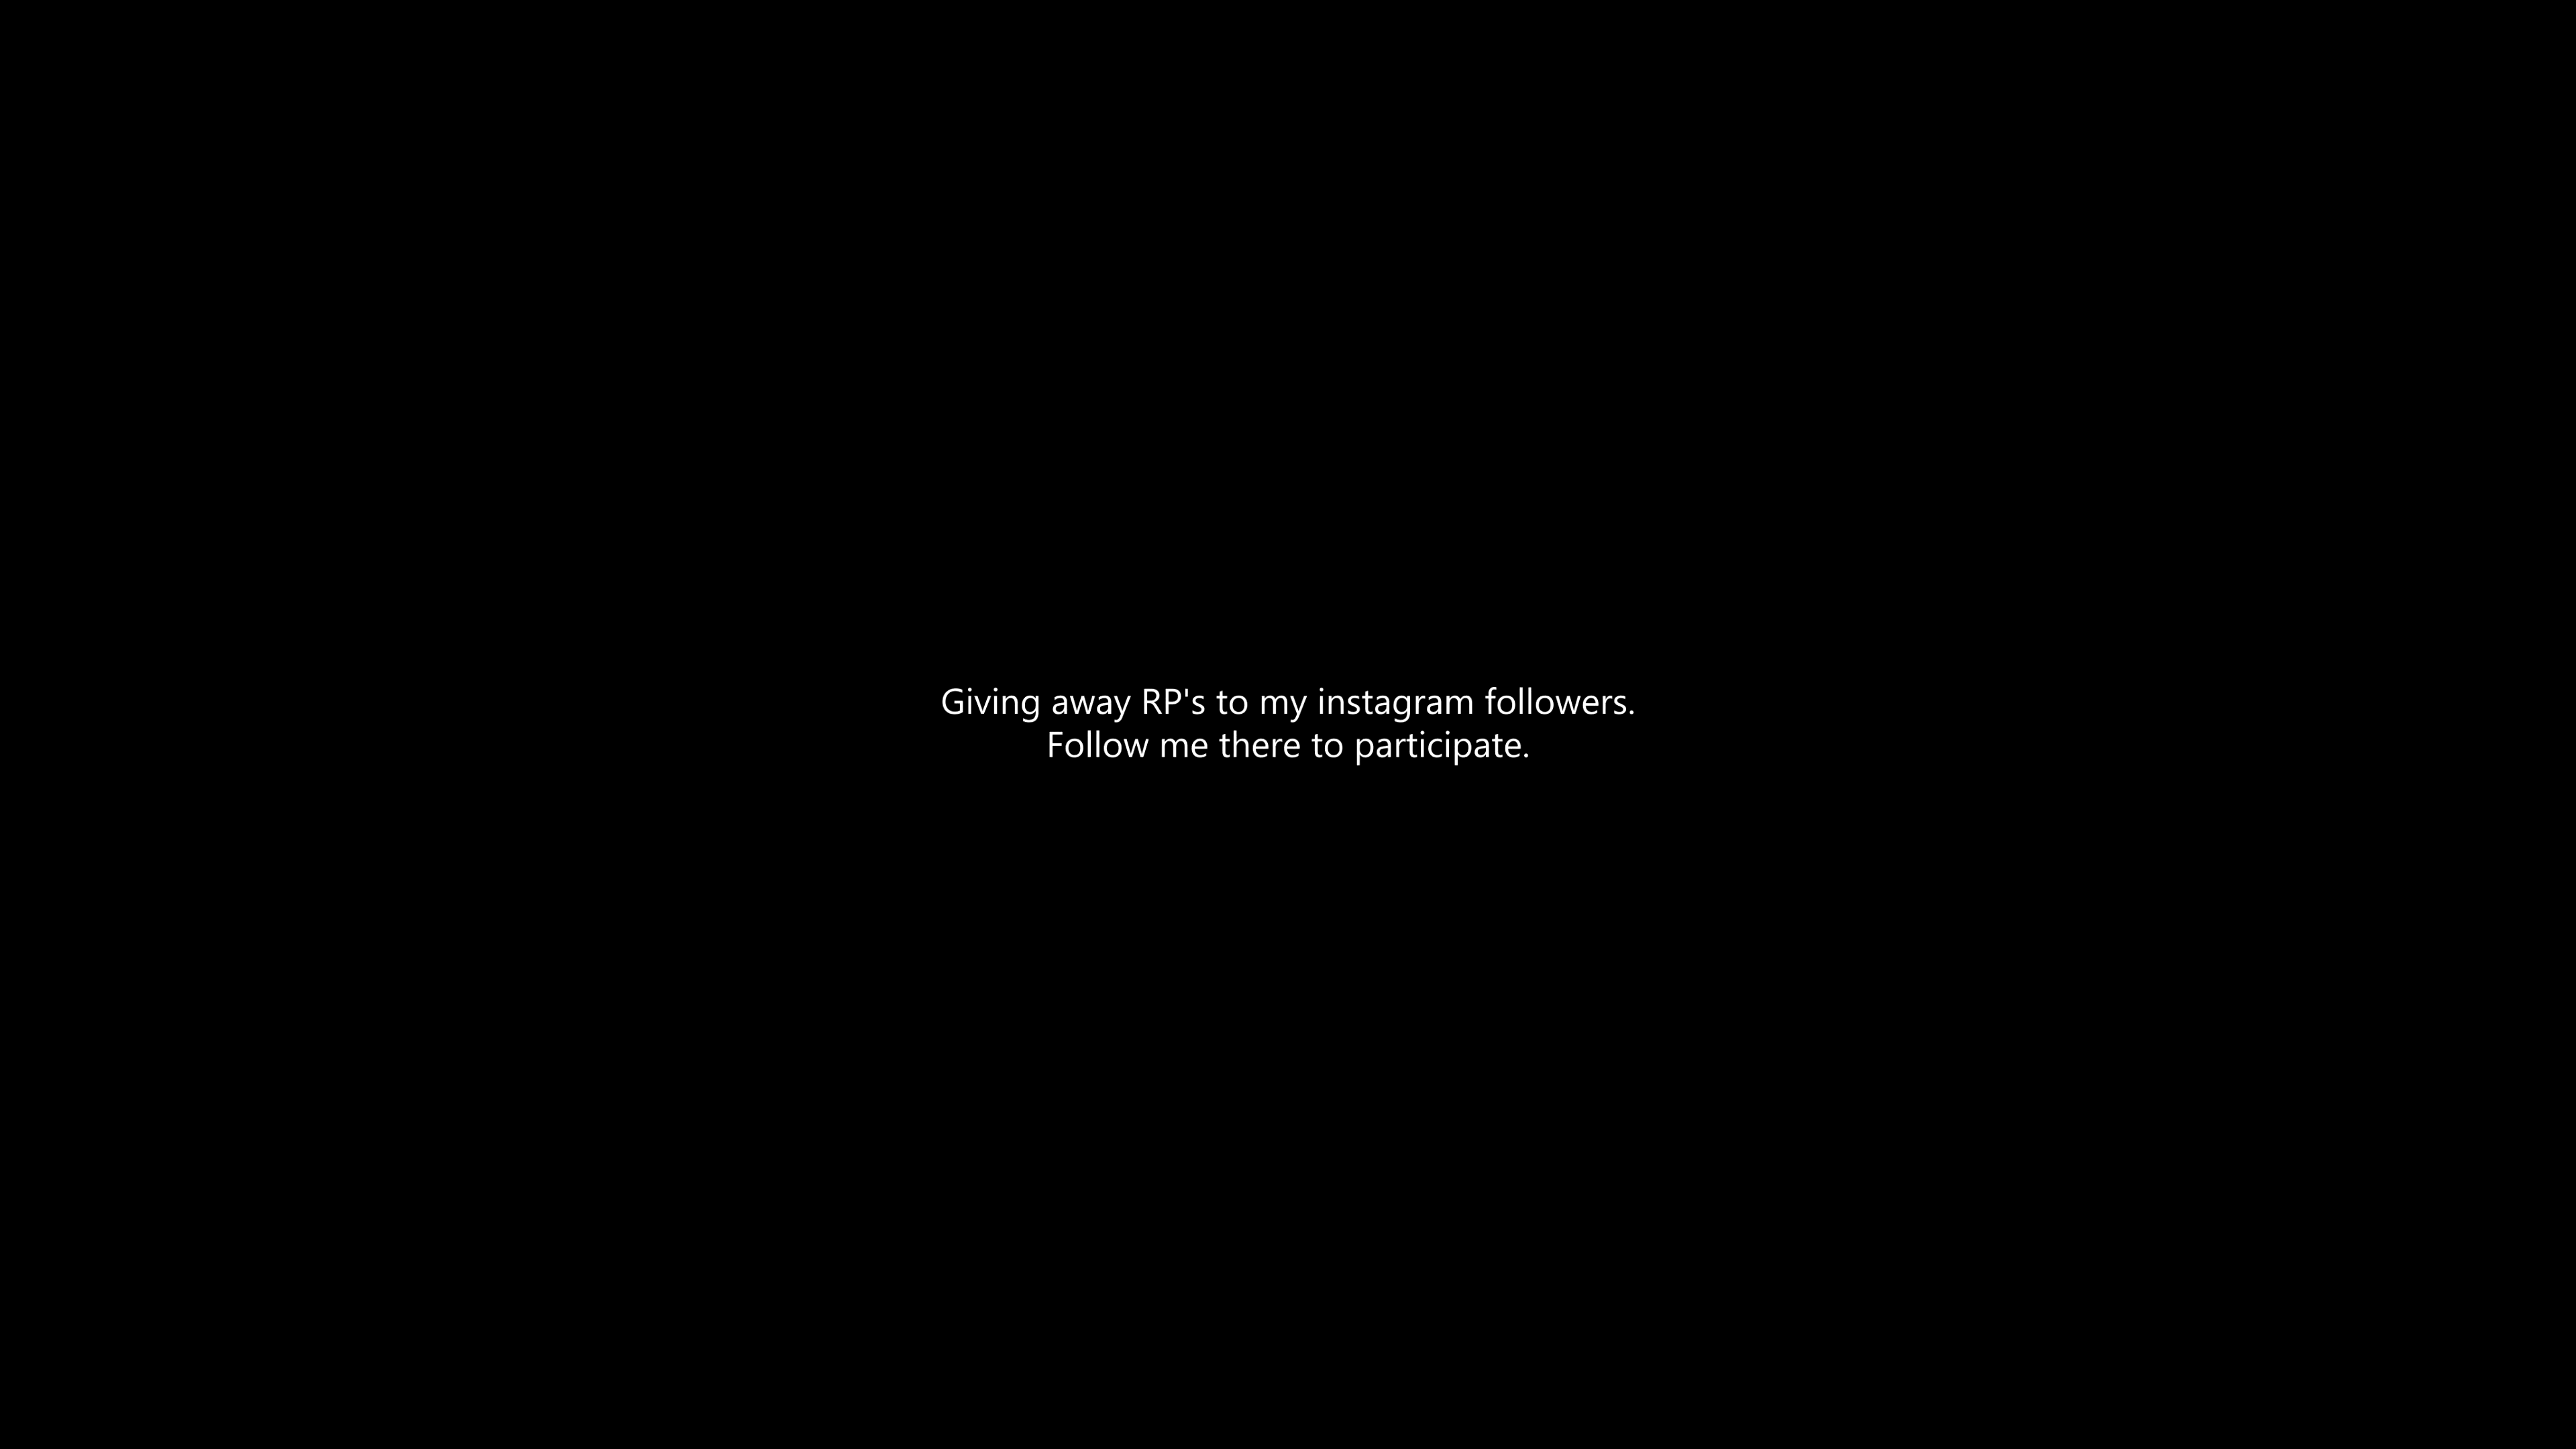 Giving away RP's to my instagram followers.
Follow me there to participate.